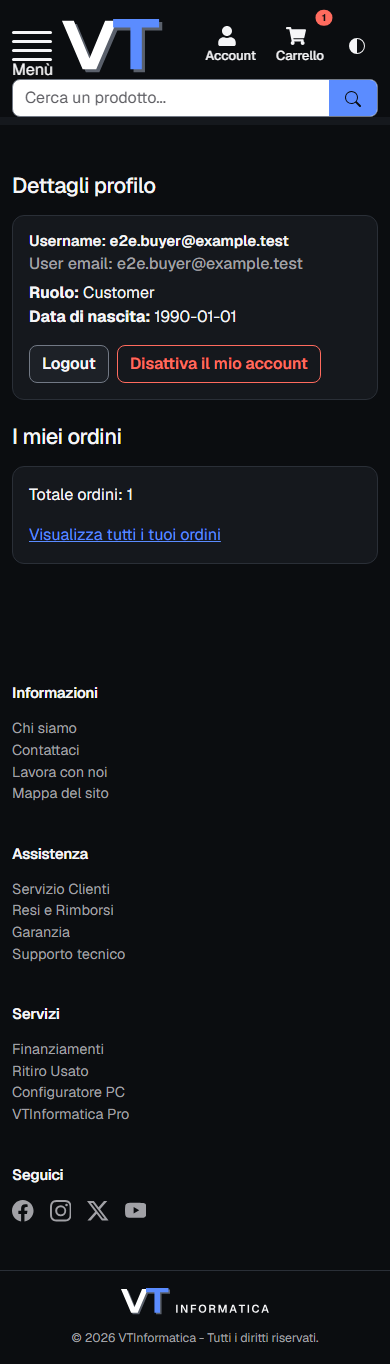 Menù
VT
Account
Carrello
1
Cerca un prodotto...
Dettagli profilo
Username: e2e.buyer@example.test
User email: e2e.buyer@example.test
Ruolo: Customer
Data di nascita: 1990-01-01
Logout
Disattiva il mio account
I miei ordini
Totale ordini: 1
Visualizza tutti i tuoi ordini
Informazioni
Chi siamo
Contattaci
Lavora con noi
Mappa del sito
Assistenza
Servizio Clienti
Resi e Rimborsi
Garanzia
Supporto tecnico
Servizi
Finanziamenti
Ritiro Usato
Configuratore PC
VTInformatica Pro
Seguici
VT INFORMATICA
© 2026 VTInformatica - Tutti i diritti riservati.